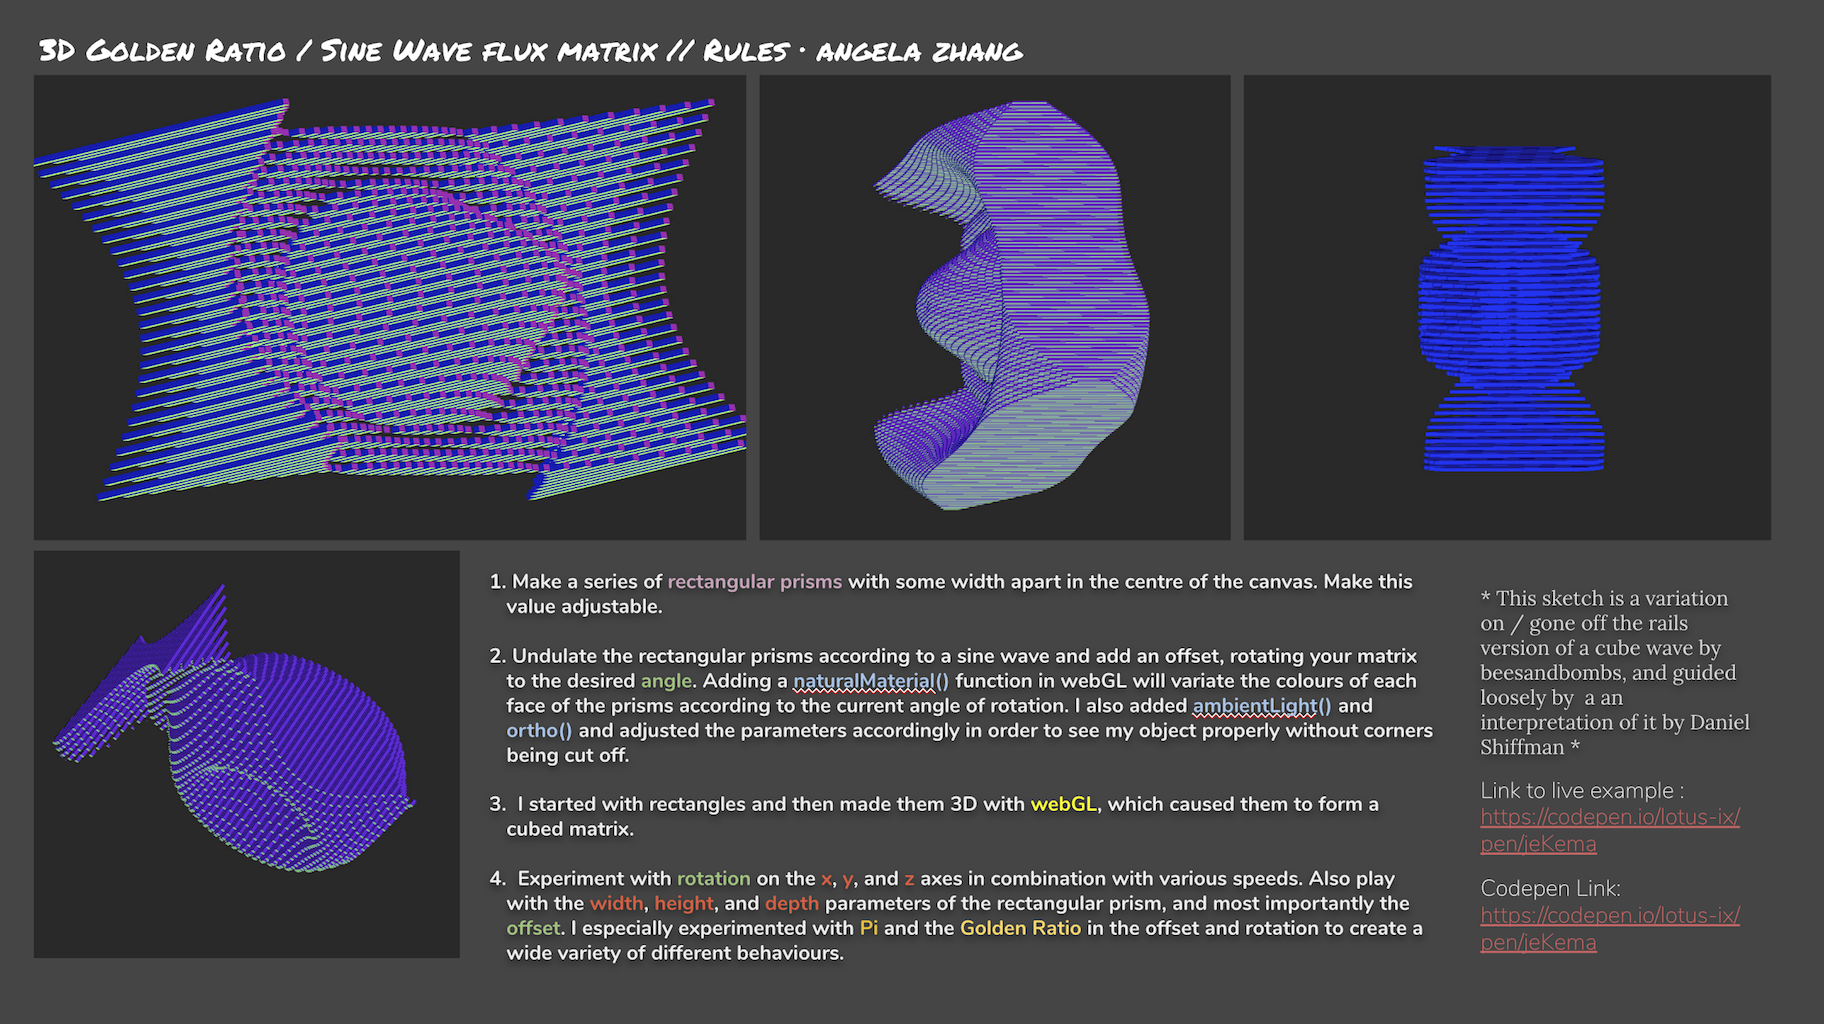 3D Golden Ratio / Sine Wave flux matrix // Rules · angela zhang
1. Make a series of rectangular prisms with some width apart in the centre of the canvas. Make this
value adjustable.
2. Undulate the rectangular prisms according to a sine wave and add an offset, rotating your matrix
to the desired angle. Adding a naturalMaterial() function in webGL will variate the colours of each
face of the prisms according to the current angle of rotation. I also added ambientLight() and
ortho() and adjusted the parameters accordingly in order to see my object properly without corners
being cut off.
3. I started with rectangles and then made them 3D with webGL, which caused them to form a
cubed matrix.
4. Experiment with rotation on the x, y, and z axes in combination with various speeds. Also play
with the width, height, and depth parameters of the rectangular prism, and most importantly the
offset. I especially experimented with Pi and the Golden Ratio in the offset and rotation to create a
wide variety of different behaviours.
* This sketch is a variation
on / gone off the rails
version of a cube wave by
beesandbombs, and guided
loosely by a an
interpretation of it by Daniel
Shiffman *
Link to live example :
https://codepen.io/lotus-ix/
pen/jeKema
Codepen Link:
https://codepen.io/lotus-ix/
pen/jeKema